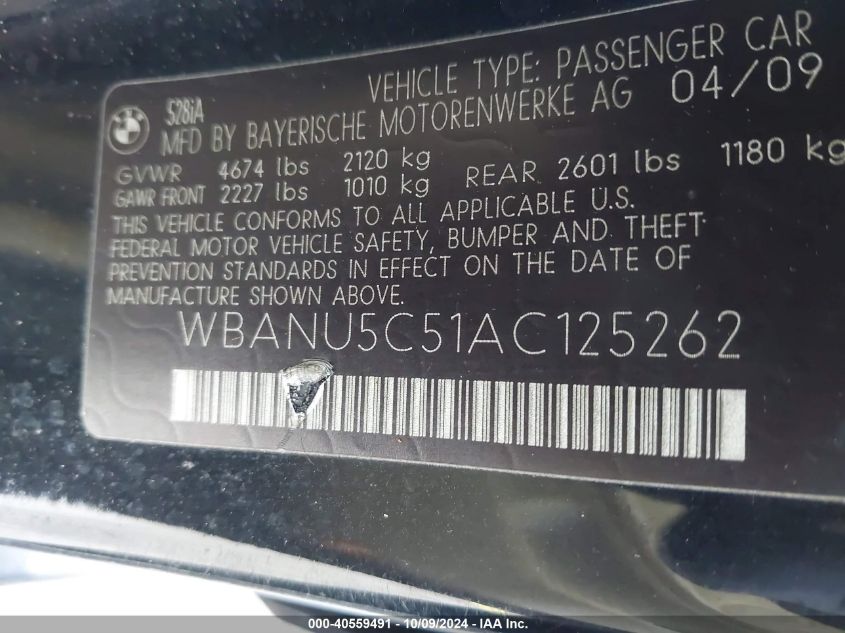 VEHICLE TYPE: PASSENGER CAR
528iA
MFD BY BAYERISCHE MOTORENWERKE AG 04/09
GVWR 4674 lbs 2120 kg
GAWR FRONT 2227 lbs 1010 kg REAR 2601 lbs 1180 kg
THIS VEHICLE CONFORMS TO ALL APPLICABLE U.S.
FEDERAL MOTOR VEHICLE SAFETY, BUMPER AND THEFT
PREVENTION STANDARDS IN EFFECT ON THE DATE OF
MANUFACTURE SHOWN ABOVE.
WBANU5C51AC125262
000-40559491 - 10/09/2024 - IAA Inc.